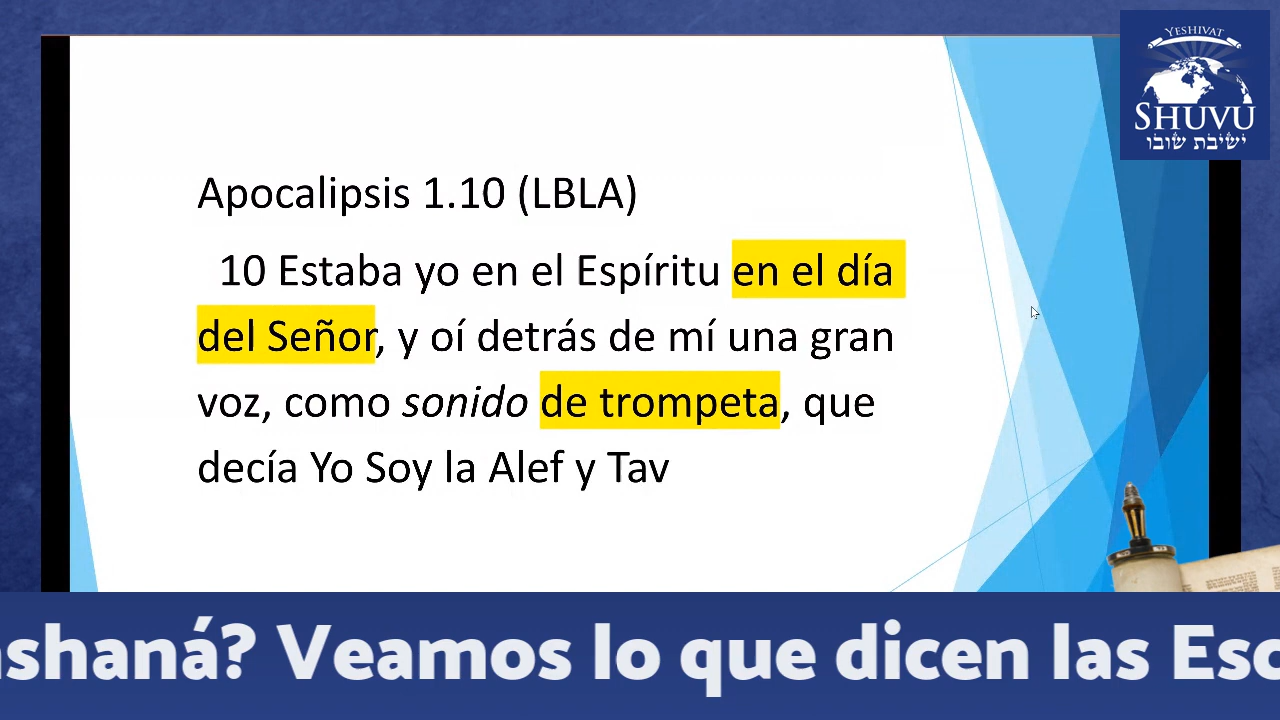 YESHIVAT
SHUVU
ישיבת שובו
Apocalipsis 1.10 (LBLA)
10 Estaba yo en el Espíritu en el día
del Señor, y oí detrás de mí una gran
voz, como sonido de trompeta, que
decía Yo Soy la Alef y Tav
shaná? Veamos lo que dicen las Esc